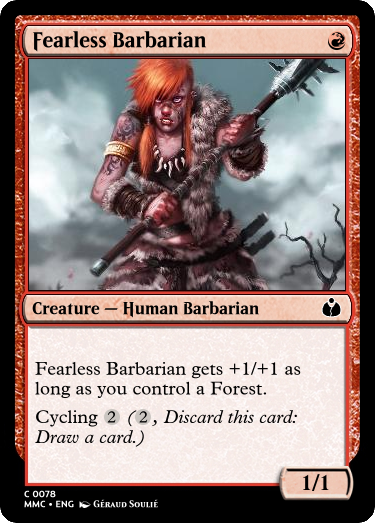 Fearless Barbarian
Creature — Human Barbarian
Fearless Barbarian gets +1/+1 as
long as you control a Forest.
Cycling 2 (2, Discard this card:
Draw a card.)
1/1
C 0078
MMC • ENG Géraud Soulié